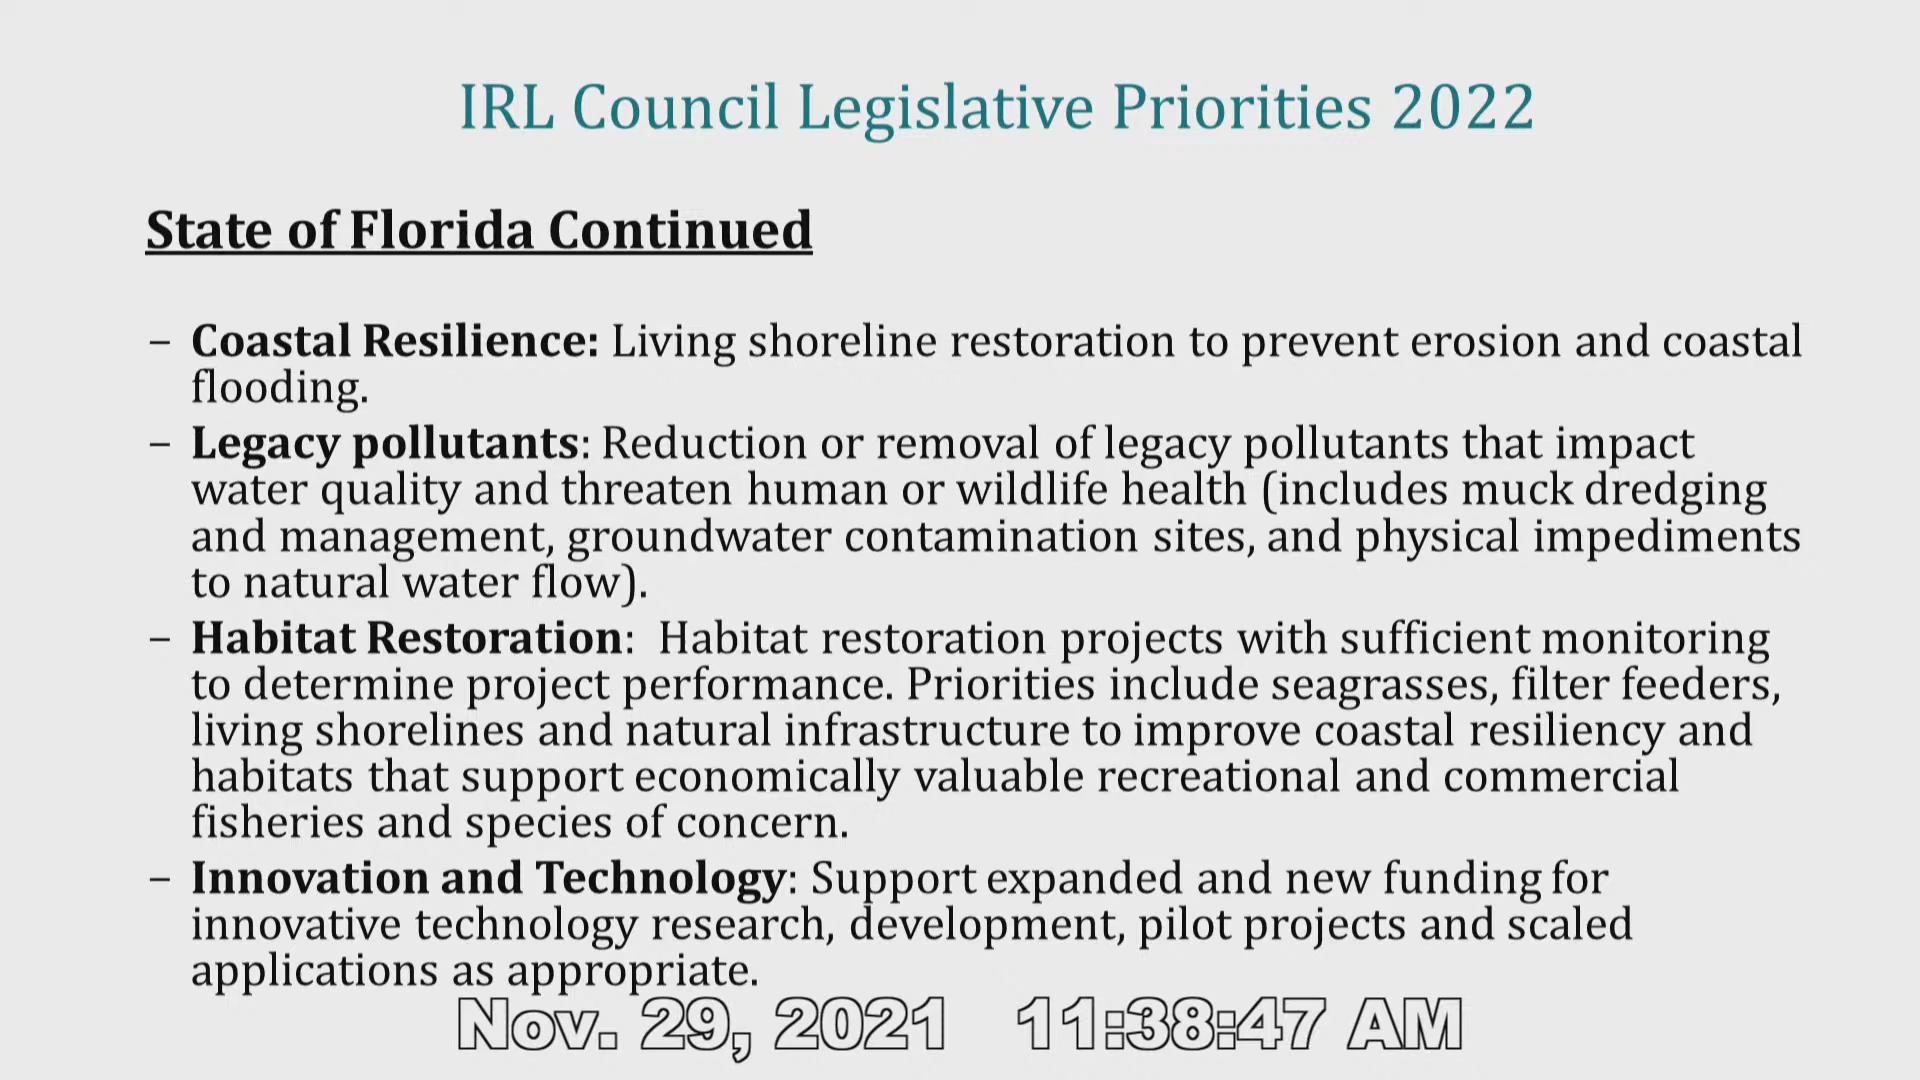 IRL Council Legislative Priorities 2022
State of Florida Continued
– Coastal Resilience: Living shoreline restoration to prevent erosion and coastal
flooding.
– Legacy pollutants: Reduction or removal of legacy pollutants that impact
water quality and threaten human or wildlife health (includes muck dredging
and management, groundwater contamination sites, and physical impediments
to natural water flow).
– Habitat Restoration:  Habitat restoration projects with sufficient monitoring
to determine project performance. Priorities include seagrasses, filter feeders,
living shorelines and natural infrastructure to improve coastal resiliency and
habitats that support economically valuable recreational and commercial
fisheries and species of concern.
– Innovation and Technology: Support expanded and new funding for
innovative technology research, development, pilot projects and scaled
applications as appropriate.
Nov. 29, 2021 11:38:47 AM